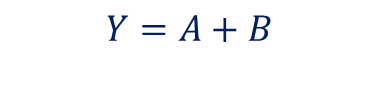 Y = A + B